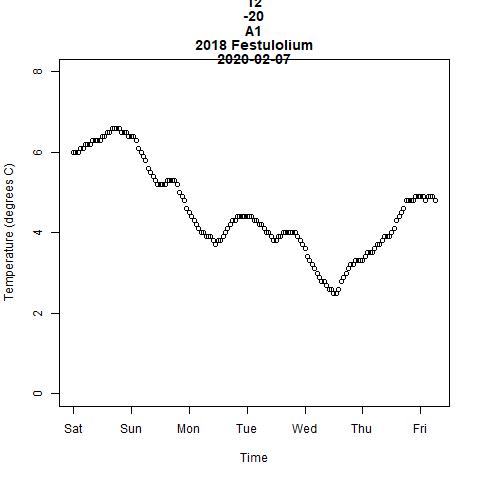 T2
-20
A1
2018 Festulolium
2020-02-07
Temperature (degrees C)
8
6
4
2
0
Sat Sun Mon Tue Wed Thu Fri
Time